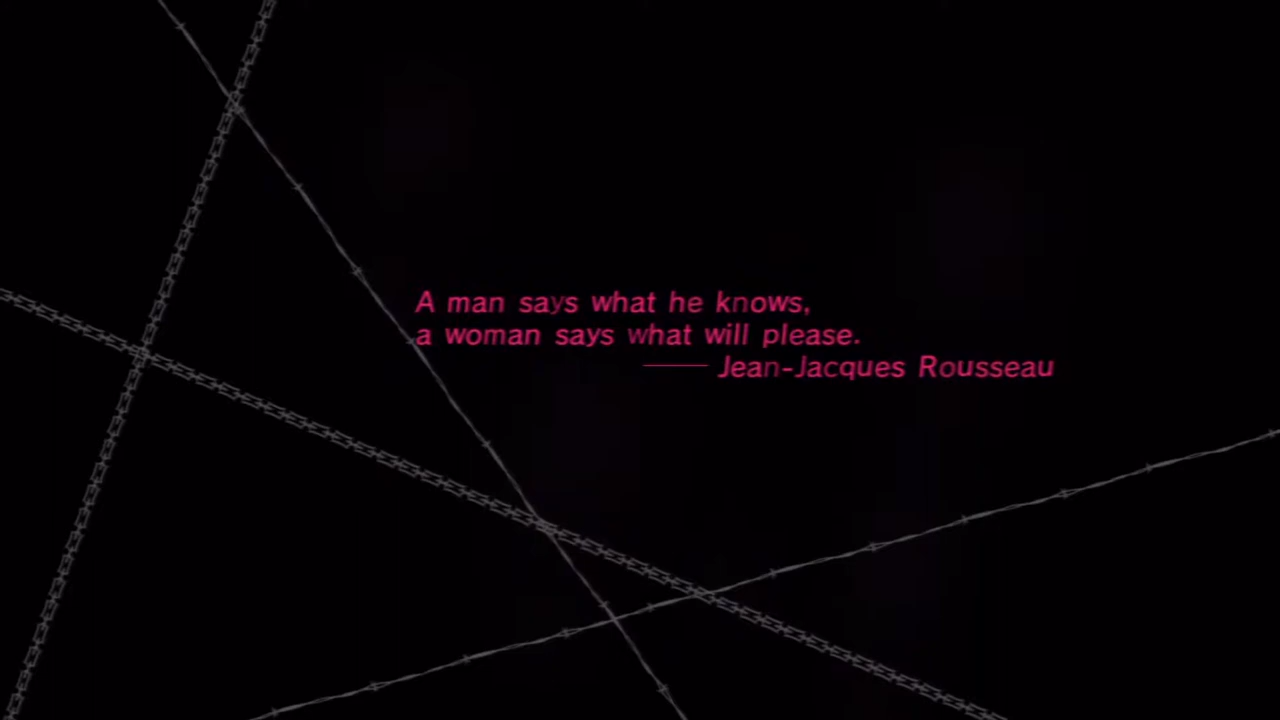 A man says what he knows,
a woman says what will please.
—— Jean-Jacques Rousseau